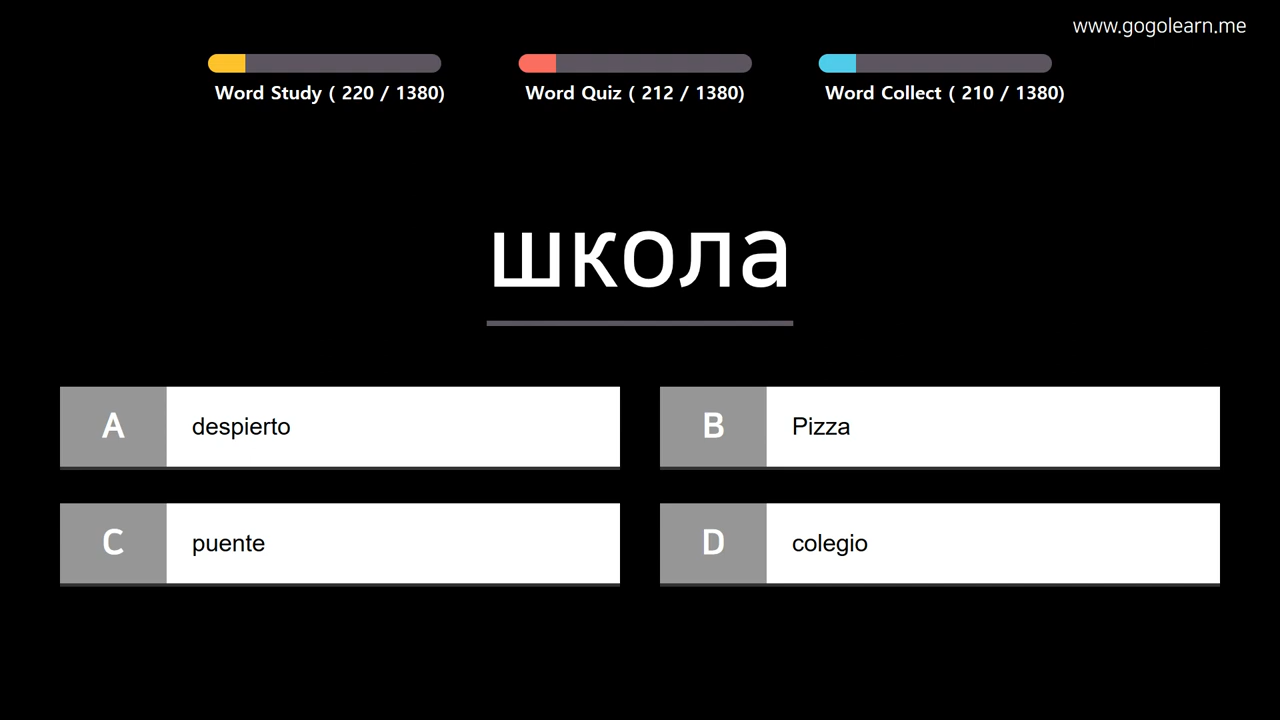 www.gogolearn.me
Word Study ( 220 / 1380)
Word Quiz ( 212 / 1380)
Word Collect ( 210 / 1380)
школа
A despierto
B Pizza
C puente
D colegio